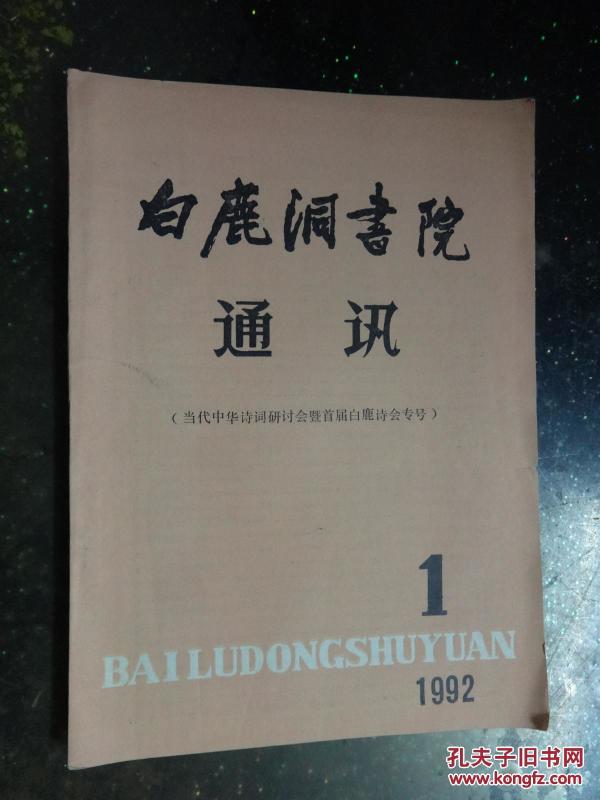 白鹿洞書院
通讯
（当代中华诗词研讨会暨首届白鹿诗会专号）
1
BAILUDONGSHUYUAN
1992
孔夫子旧书网
www.kongfz.com